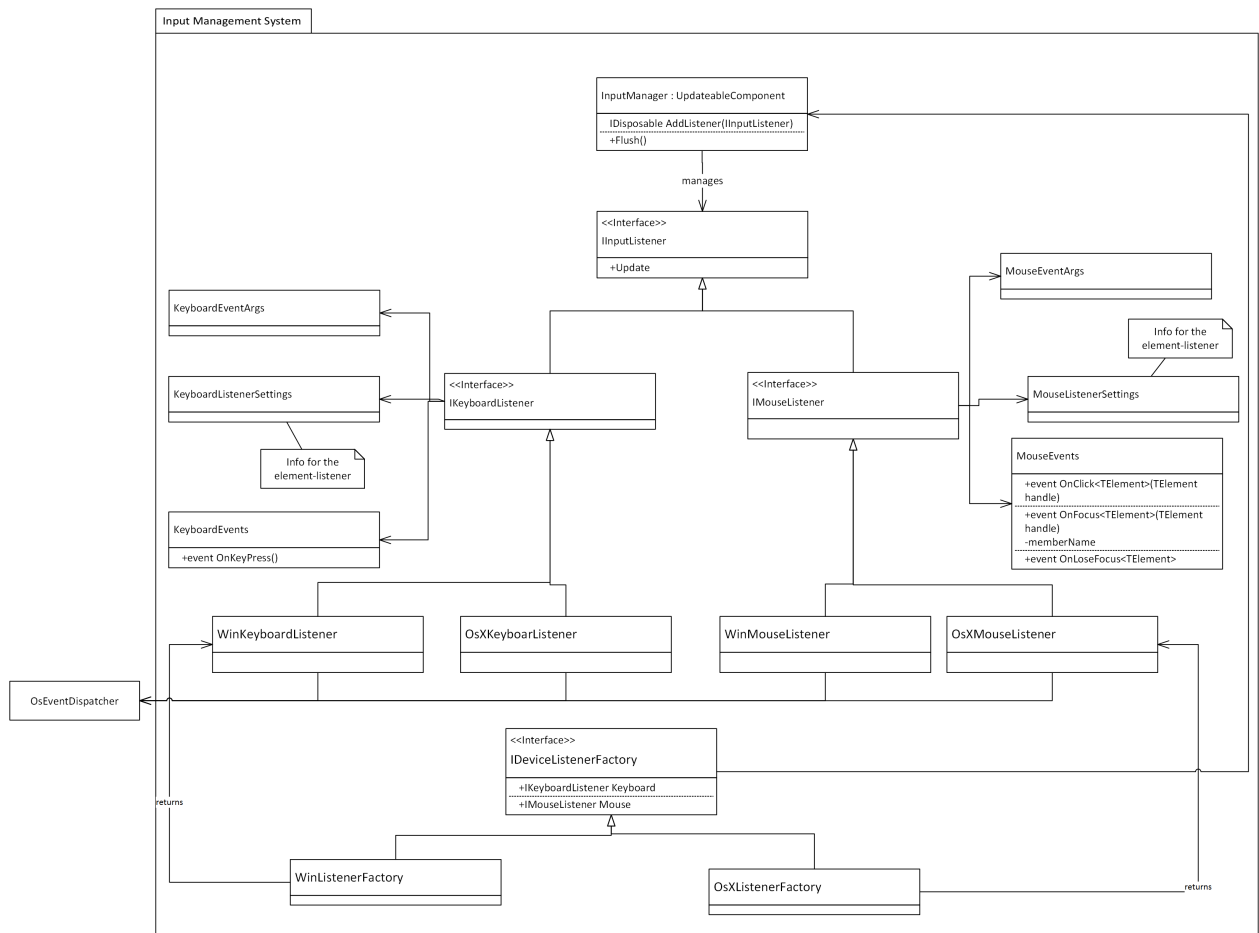 Input Management System
InputManager : UpdateableComponent
IDisposable AddListener(IInputListener)
+Flush()
manages
<<Interface>>
IInputListener
+Update
MouseEventArgs
KeyboardEventArgs
Info for the
element-listener
<<Interface>>
IKeyboardListener
<<Interface>>
IMouseListener
KeyboardListenerSettings
MouseListenerSettings
Info for the
element-listener
MouseEvents
+event OnClick<TElement>(TElement
handle)
+event OnFocus<TElement>(TElement
handle)
-memberName
+event OnLoseFocus<TElement>
KeyboardEvents
+event OnKeyPress()
WinKeyboardListener
OsXKeyboarListener
WinMouseListener
OsXMouseListener
OsEventDispatcher
<<Interface>>
IDeviceListenerFactory
+IKeyboardListener Keyboard
+IMouseListener Mouse
returns
WinListenerFactory
OsXListenerFactory
returns